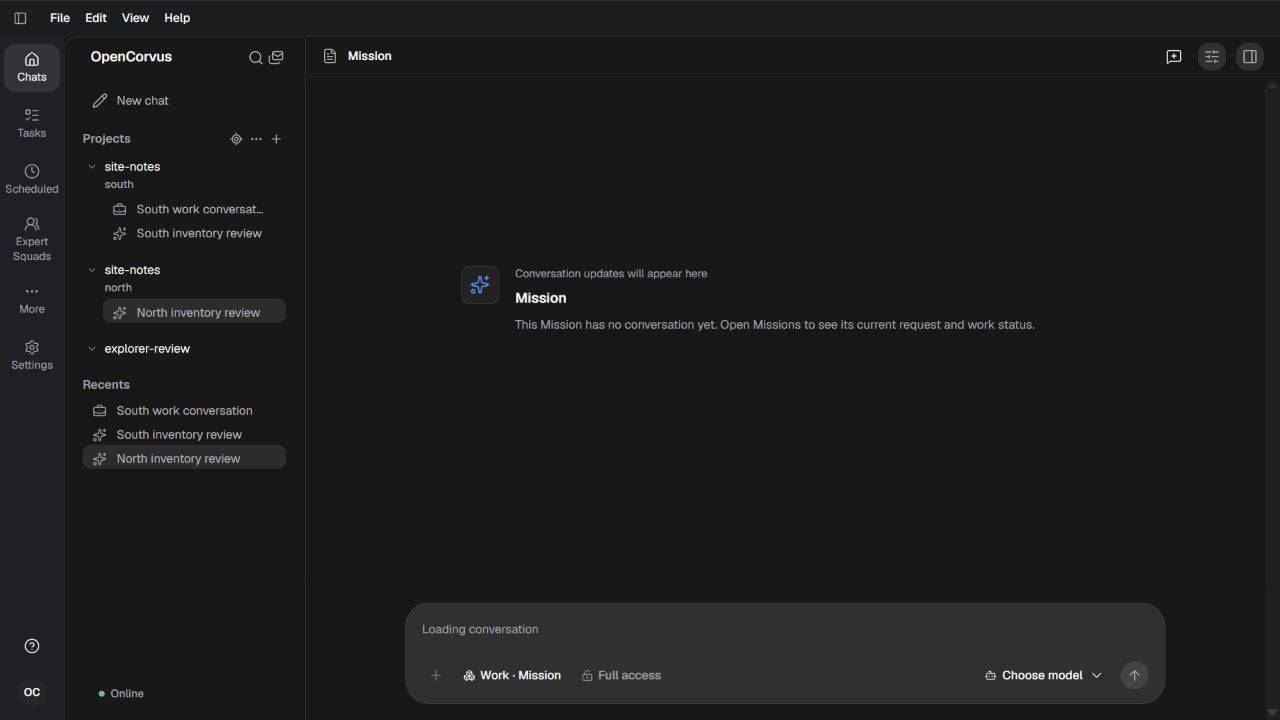 File Edit View Help
Chats
Tasks
Scheduled
Expert
Squads
More
Settings
OC
OpenCorvus
New chat
Projects
site-notes
south
South work conversat...
South inventory review
site-notes
north
North inventory review
explorer-review
Recents
South work conversation
South inventory review
North inventory review
Online
Mission
Conversation updates will appear here
Mission
This Mission has no conversation yet. Open Missions to see its current request and work status.
Loading conversation
Work · Mission Full access Choose model